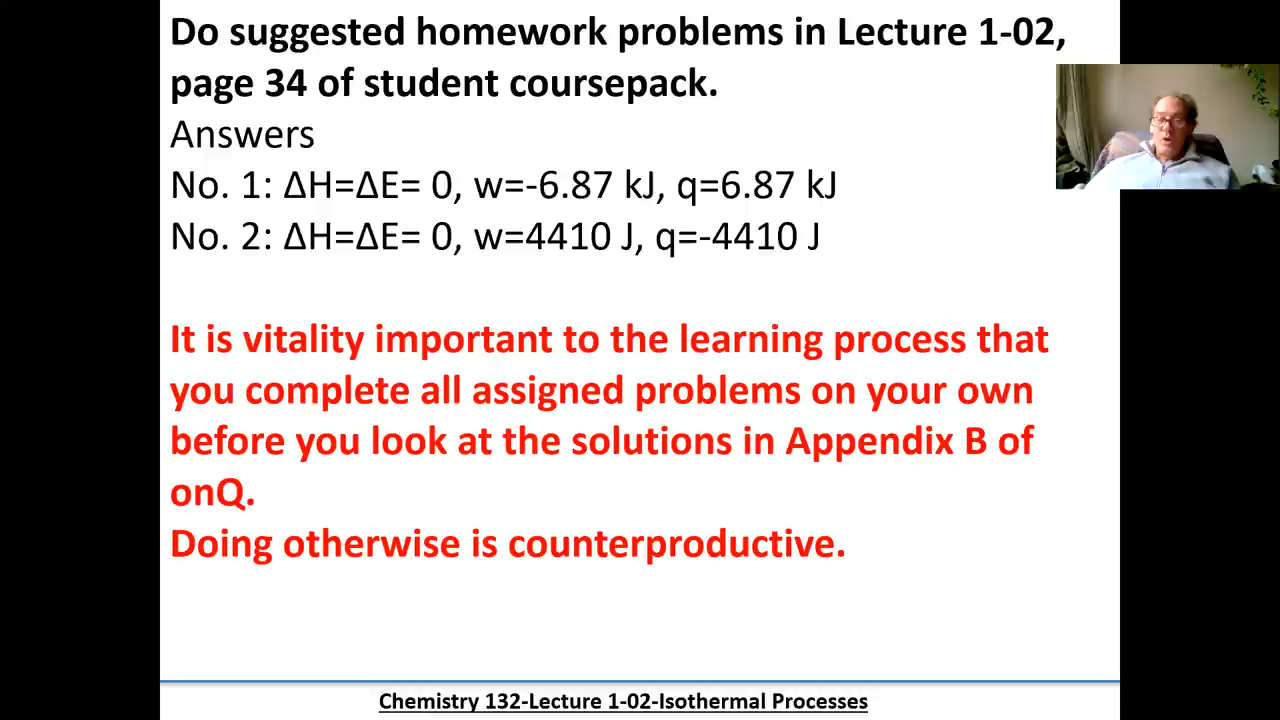 Do suggested homework problems in Lecture 1-02,
page 34 of student coursepack.
Answers
No. 1: ΔH=ΔE= 0, w=-6.87 kJ, q=6.87 kJ
No. 2: ΔH=ΔE= 0, w=4410 J, q=-4410 J
It is vitality important to the learning process that
you complete all assigned problems on your own
before you look at the solutions in Appendix B of
onQ.
Doing otherwise is counterproductive.
Chemistry 132-Lecture 1-02-Isothermal Processes